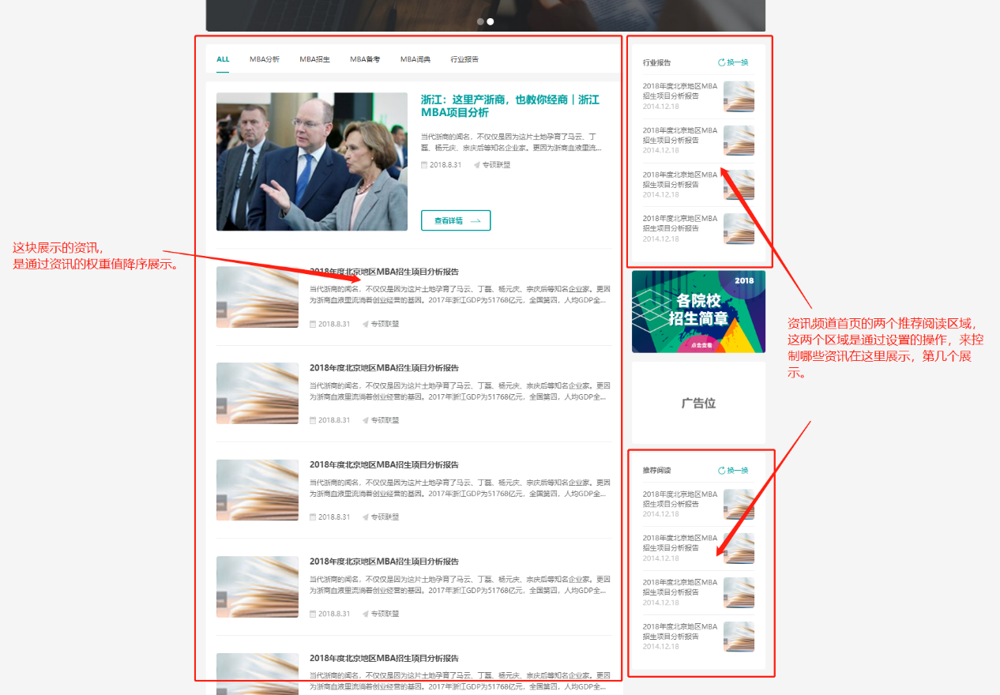 ALL MBA分析 MBA招生 MBA备考 MBA词典 行业报告
浙江：这里产浙商，也教你经商｜浙江
MBA项目分析
当代浙商的闻名，不仅仅是因为这片土地孕育了马云、丁
磊、杨元庆、宗庆后等知名企业家。更因为浙商血液里流...
2018.8.31 专硕联盟
查看详情
这块展示的资讯，
是通过资讯的权重值降序展示。
2018年度北京地区MBA招生项目分析报告
当代浙商的闻名，不仅仅是因为这片土地孕育了马云、丁磊、杨元庆、宗庆后等知名企业家。更因
为浙商血液里流淌着创业经营的基因。2017年浙江GDP为51768亿元，全国第四，人均GDP全...
2018.8.31 专硕联盟
2018年度北京地区MBA招生项目分析报告
当代浙商的闻名，不仅仅是因为这片土地孕育了马云、丁磊、杨元庆、宗庆后等知名企业家。更因
为浙商血液里流淌着创业经营的基因。2017年浙江GDP为51768亿元，全国第四，人均GDP全...
2018.8.31 专硕联盟
2018年度北京地区MBA招生项目分析报告
当代浙商的闻名，不仅仅是因为这片土地孕育了马云、丁磊、杨元庆、宗庆后等知名企业家。更因
为浙商血液里流淌着创业经营的基因。2017年浙江GDP为51768亿元，全国第四，人均GDP全...
2018.8.31 专硕联盟
2018年度北京地区MBA招生项目分析报告
当代浙商的闻名，不仅仅是因为这片土地孕育了马云、丁磊、杨元庆、宗庆后等知名企业家。更因
为浙商血液里流淌着创业经营的基因。2017年浙江GDP为51768亿元，全国第四，人均GDP全...
2018.8.31 专硕联盟
2018年度北京地区MBA招生项目分析报告
当代浙商的闻名，不仅仅是因为这片土地孕育了马云、丁磊、杨元庆、宗庆后等知名企业家。更因
为浙商血液里流淌着创业经营的基因。2017年浙江GDP为51768亿元，全国第四，人均GDP全...
行业报告 换一换
2018年度北京地区MBA
招生项目分析报告
2014.12.18
2018年度北京地区MBA
招生项目分析报告
2014.12.18
2018年度北京地区MBA
招生项目分析报告
2014.12.18
2018年度北京地区MBA
招生项目分析报告
2014.12.18
2018
各院校
招生简章
点击查看
广告位
资讯频道首页的两个推荐阅读区域，
这两个区域是通过设置的操作，来控
制哪些资讯在这里展示，第几个展
示。
推荐阅读 换一换
2018年度北京地区MBA
招生项目分析报告
2014.12.18
2018年度北京地区MBA
招生项目分析报告
2014.12.18
2018年度北京地区MBA
招生项目分析报告
2014.12.18
2018年度北京地区MBA
招生项目分析报告
2014.12.18